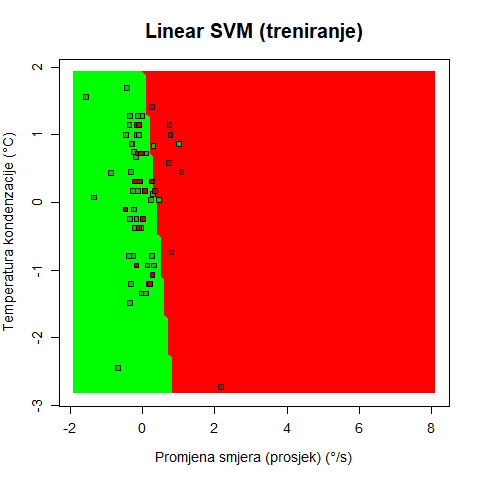 Linear SVM (treniranje)
Temperatura kondenzacije (°C)
2
1
0
-1
-2
-3
-2 0 2 4 6 8
Promjena smjera (prosjek) (°/s)